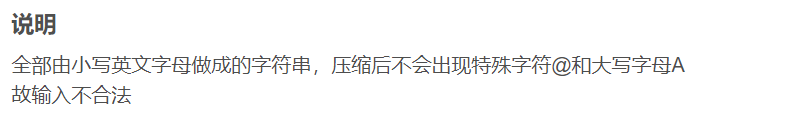 说明
全部由小写英文字母做成的字符串，压缩后不会出现特殊字符@和大写字母A
故输入不合法